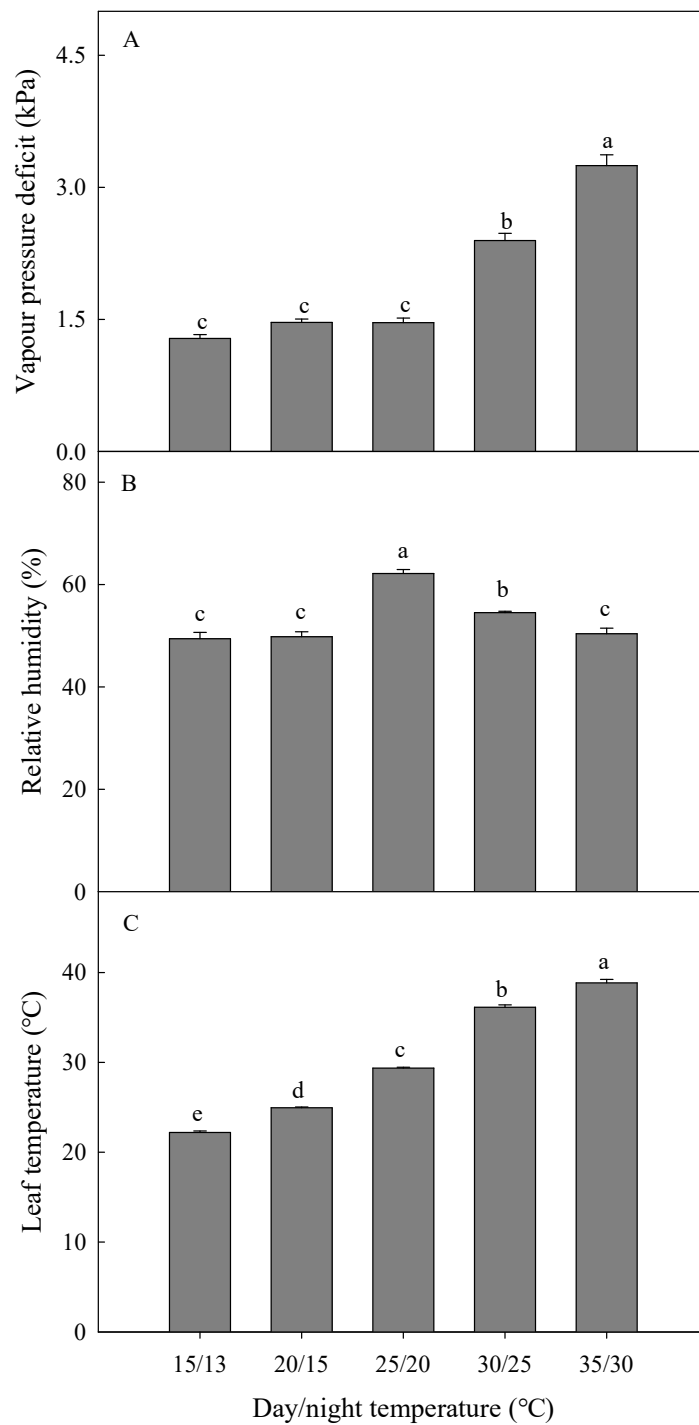 A
Vapour pressure deficit (kPa)
4.5
3.0
1.5
0.0
c
c
c
b
a
B
Relative humidity (%)
80
60
40
20
0
c
c
a
b
c
C
Leaf temperature (°C)
40
30
20
10
0
e
d
c
b
a
15/13 20/15 25/20 30/25 35/30
Day/night temperature (°C)